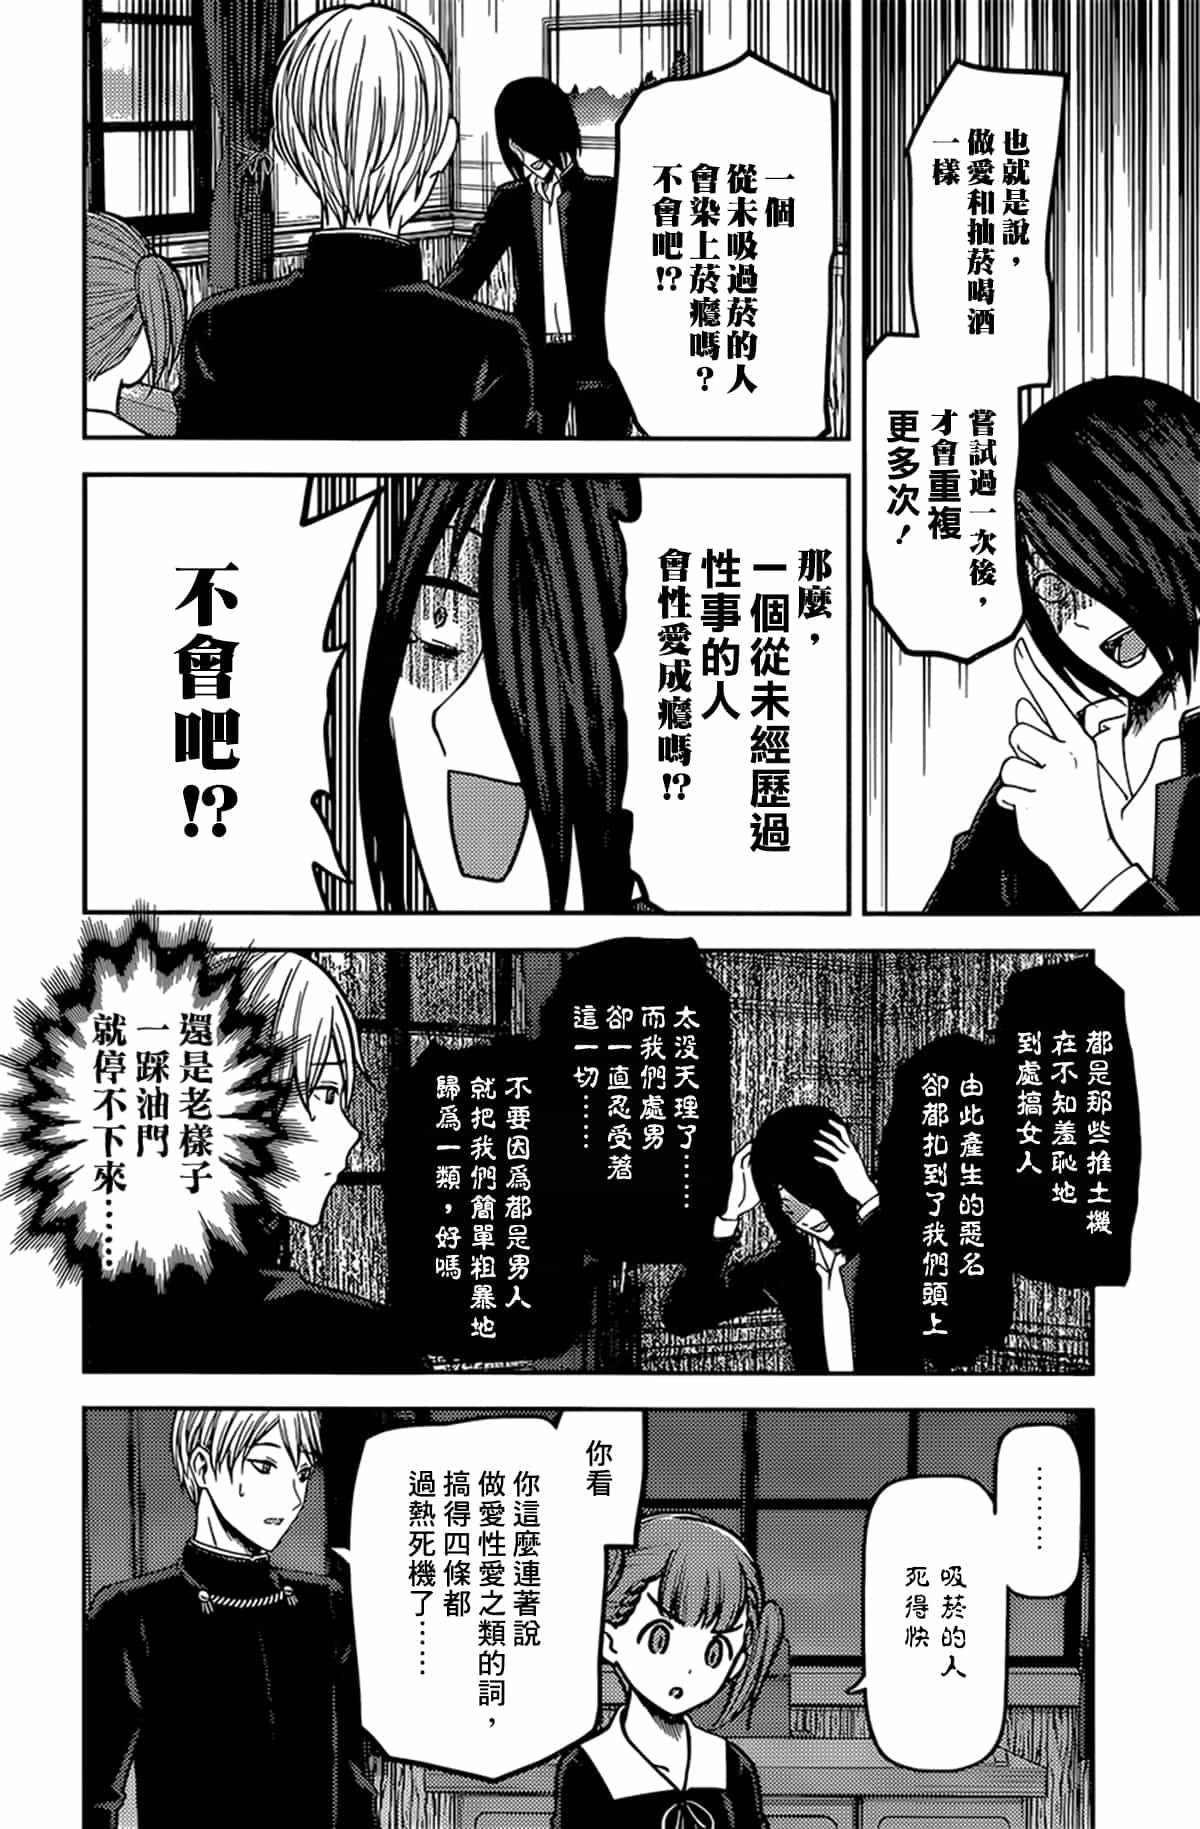 也就是說，
做愛和抽菸喝酒
一樣
嘗試過一次後，
才會重複
更多次！
一個
從未吸過菸的人
會染上菸癮嗎？
不會吧!?
那麼，
一個從未經歷過
性事的人
會性愛成癮嗎!?
不會吧!?
都是那些推土機
在不知羞恥地
到處搞女人
由此產生的惡名
卻都扣到了我們頭上
太没天理了……
而我們處男
卻一直忍受著
這一切……
不要因爲都是男人
就把我們簡單粗暴地
歸爲一類，好嗎
還是老樣子
一踩油門
就停不下來……
………
吸菸的人
死得快
你看
你這麼連著說
做愛性愛之類的詞，
搞得四條都
過熱死機了……